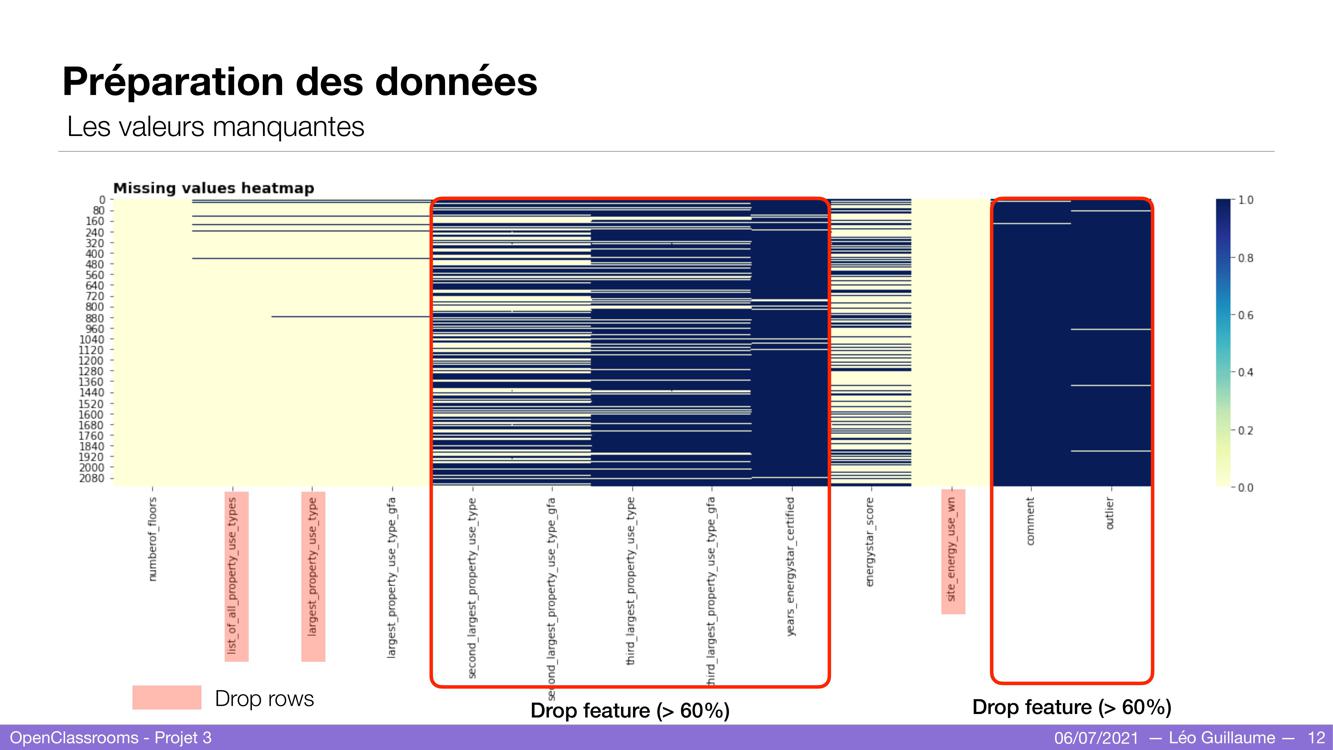 Préparation des données
Les valeurs manquantes
Missing values heatmap
0
80
160
240
320
400
480
560
640
720
800
880
960
1040
1120
1200
1280
1360
1440
1520
1600
1680
1760
1840
1920
2000
2080
1.0
0.8
0.6
0.4
0.2
0.0
numberof_floors
list_of_all_property_use_types
largest_property_use_type
largest_property_use_type_gfa
second_largest_property_use_type
second_largest_property_use_type_gfa
third_largest_property_use_type
third_largest_property_use_type_gfa
years_energystar_certified
energystar_score
site_energy_use_wn
comment
outlier
Drop rows
Drop feature (> 60%)
Drop feature (> 60%)
OpenClassrooms - Projet 3
06/07/2021 — Léo Guillaume — 12